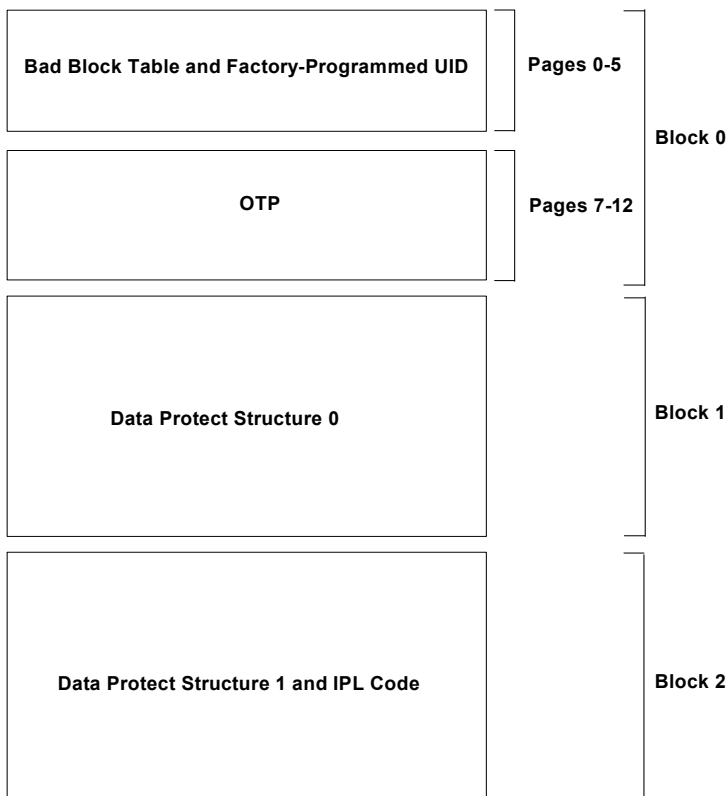 Bad Block Table and Factory-Programmed UID
Pages 0-5
Block 0
OTP
Pages 7-12
Data Protect Structure 0
Block 1
Data Protect Structure 1 and IPL Code
Block 2